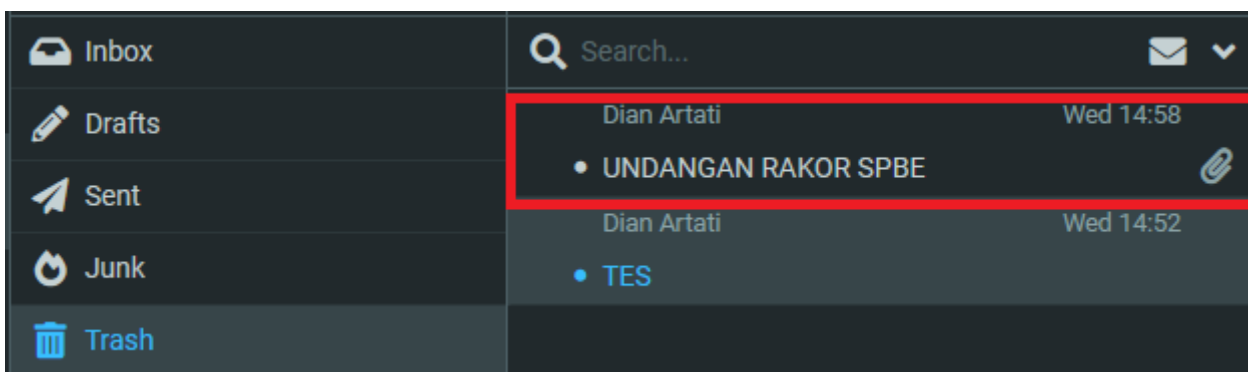 Inbox
Drafts
Sent
Junk
Trash
Search...
Dian Artati Wed 14:58
UNDANGAN RAKOR SPBE
Dian Artati Wed 14:52
TES